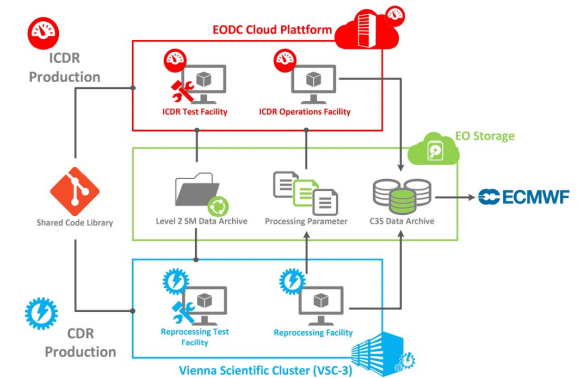 EODC Cloud Plattform
ICDR
Production
ICDR Test Facility
ICDR Operations Facility
EO Storage
Shared Code Library
Level 2 SM Data Archive
Processing Parameter
C3S Data Archive
ECMWF
CDR
Production
Reprocessing Test
Facility
Reprocessing Facility
Vienna Scientific Cluster (VSC-3)